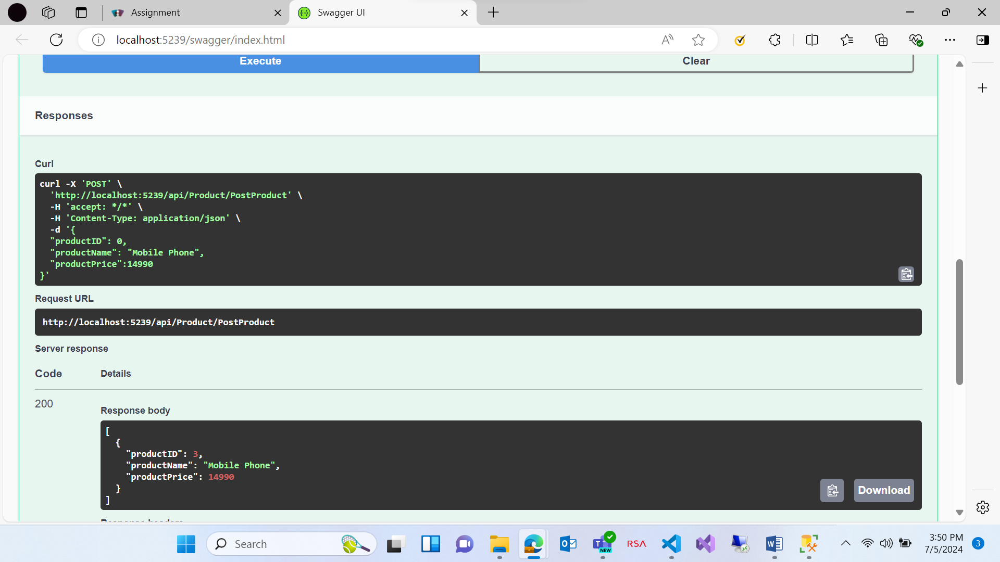 Assignment
Swagger UI
localhost:5239/swagger/index.html
Execute
Clear
Responses
Curl
curl -X 'POST' \
'http://localhost:5239/api/Product/PostProduct' \
-H 'accept: */*' \
-H 'Content-Type: application/json' \
-d '{
"productID": 0,
"productName": "Mobile Phone",
"productPrice":14990
}'
Request URL
http://localhost:5239/api/Product/PostProduct
Server response
Code
Details
200
Response body
[
{
"productID": 3,
"productName": "Mobile Phone",
"productPrice": 14990
}
]
Download
Search
NEW
RSA
3:50 PM
7/5/2024
3